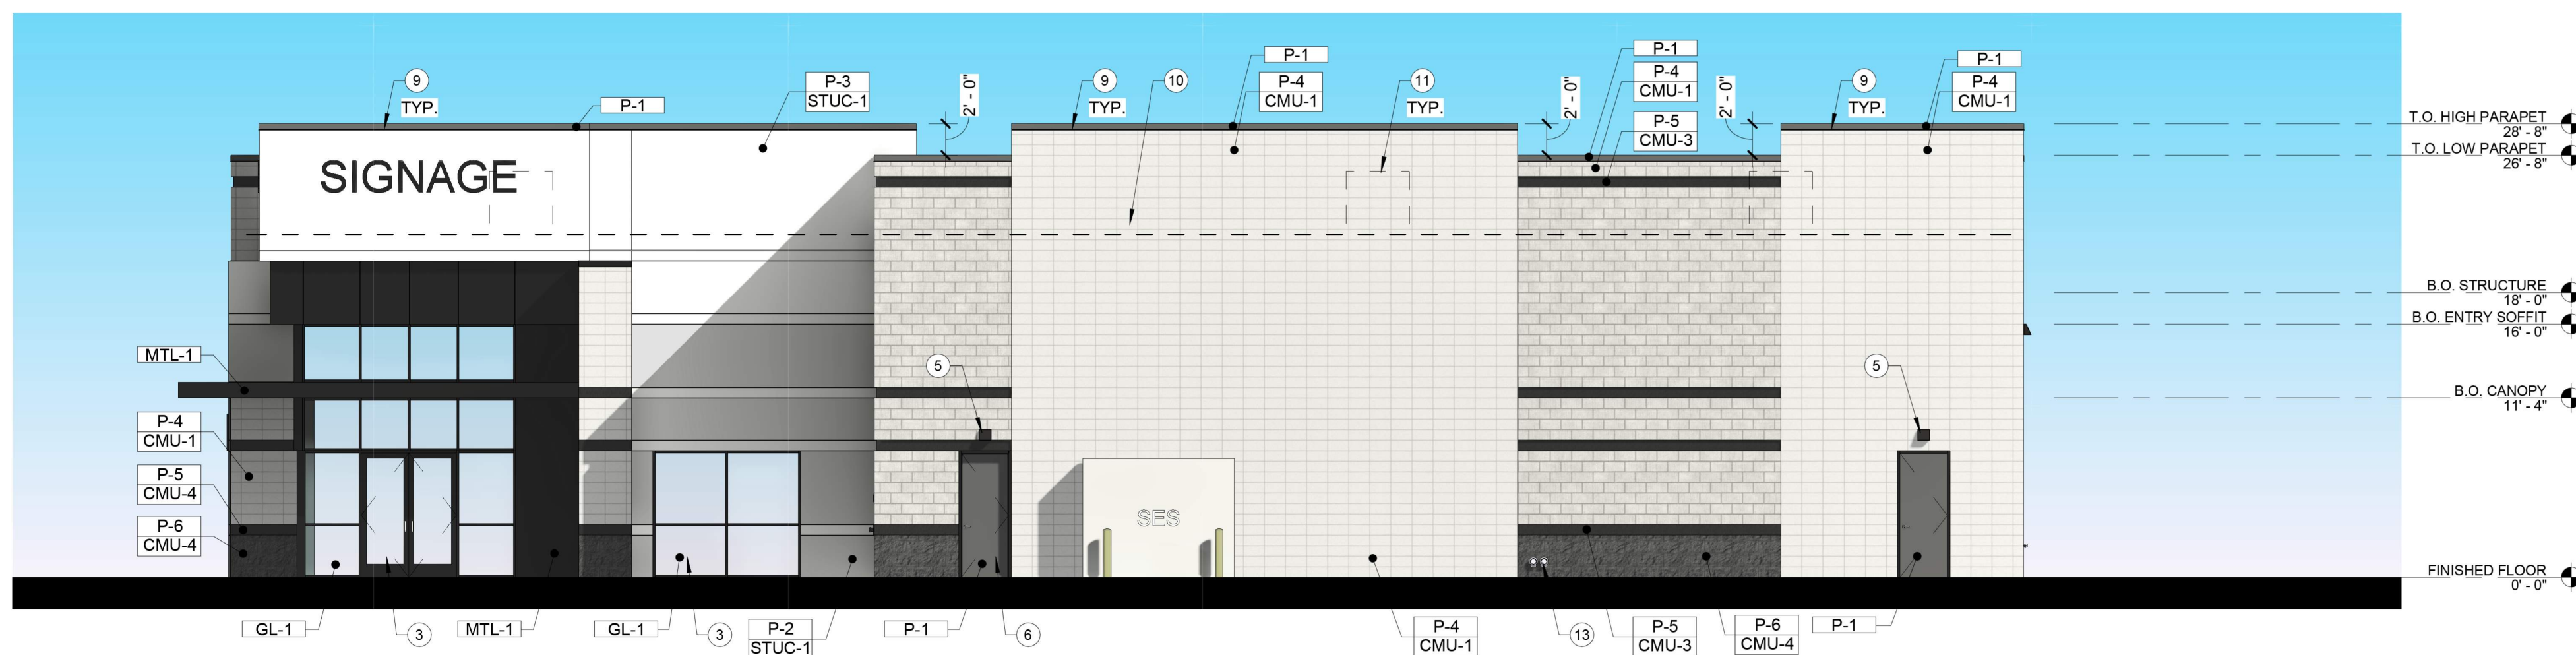 9
TYP.
P-1
P-3
STUC-1
2' - 0"
9
TYP.
10
P-1
P-4
CMU-1
11
TYP.
2' - 0"
P-1
P-4
CMU-1
P-5
CMU-3
2' - 0"
9
TYP.
P-1
P-4
CMU-1
T.O. HIGH PARAPET
28' - 8"
T.O. LOW PARAPET
26' - 8"
SIGNAGE
B.O. STRUCTURE
18' - 0"
B.O. ENTRY SOFFIT
16' - 0"
MTL-1
5
5
B.O. CANOPY
11' - 4"
P-4
CMU-1
P-5
CMU-4
P-6
CMU-4
SES
FINISHED FLOOR
0' - 0"
GL-1
3
MTL-1
GL-1
3
P-2
STUC-1
P-1
6
P-4
CMU-1
13
P-5
CMU-3
P-6
CMU-4
P-1